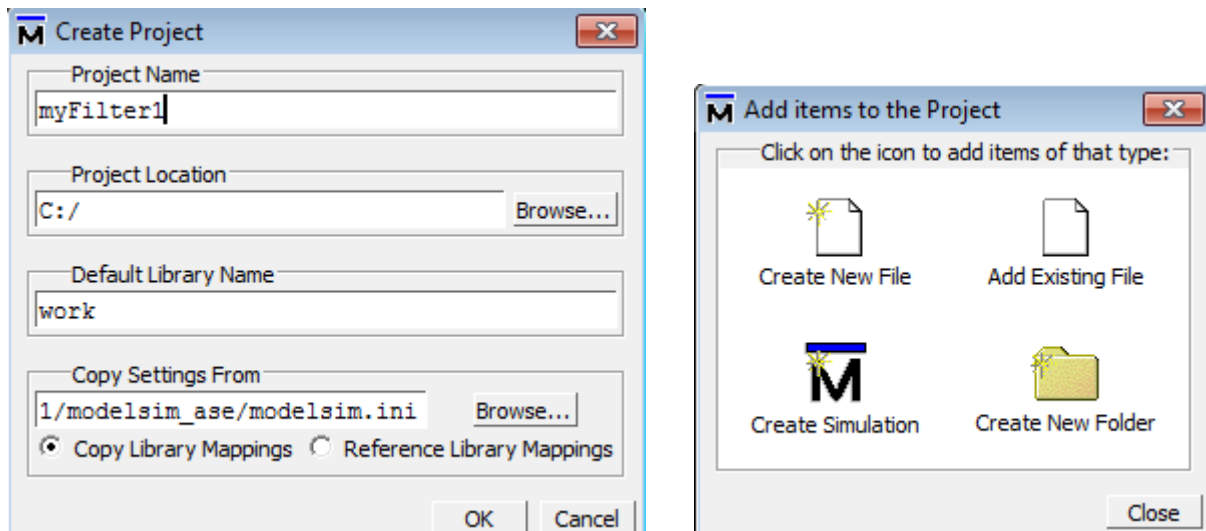 Create Project
Project Name
myFilter1
Project Location
C:/
Browse...
Default Library Name
work
Copy Settings From
1/modelsim_ase/modelsim.ini
Browse...
Copy Library Mappings
Reference Library Mappings
OK
Cancel
Add items to the Project
Click on the icon to add items of that type:
Create New File
Add Existing File
Create Simulation
Create New Folder
Close